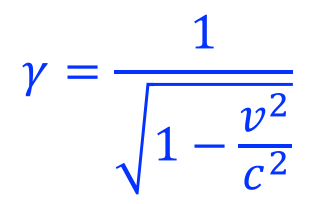 γ = 1 / √(1 − v² / c²)